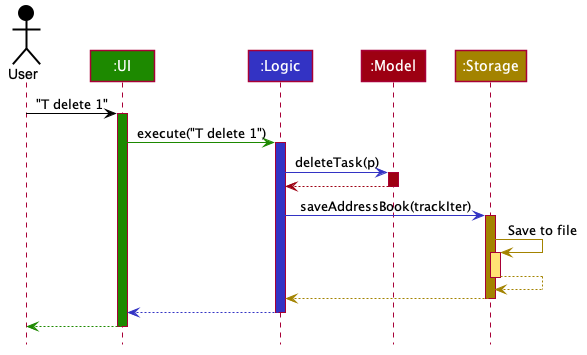 User
:UI
:Logic
:Model
:Storage
"T delete 1"
execute("T delete 1")
deleteTask(p)
saveAddressBook(trackIter)
Save to file